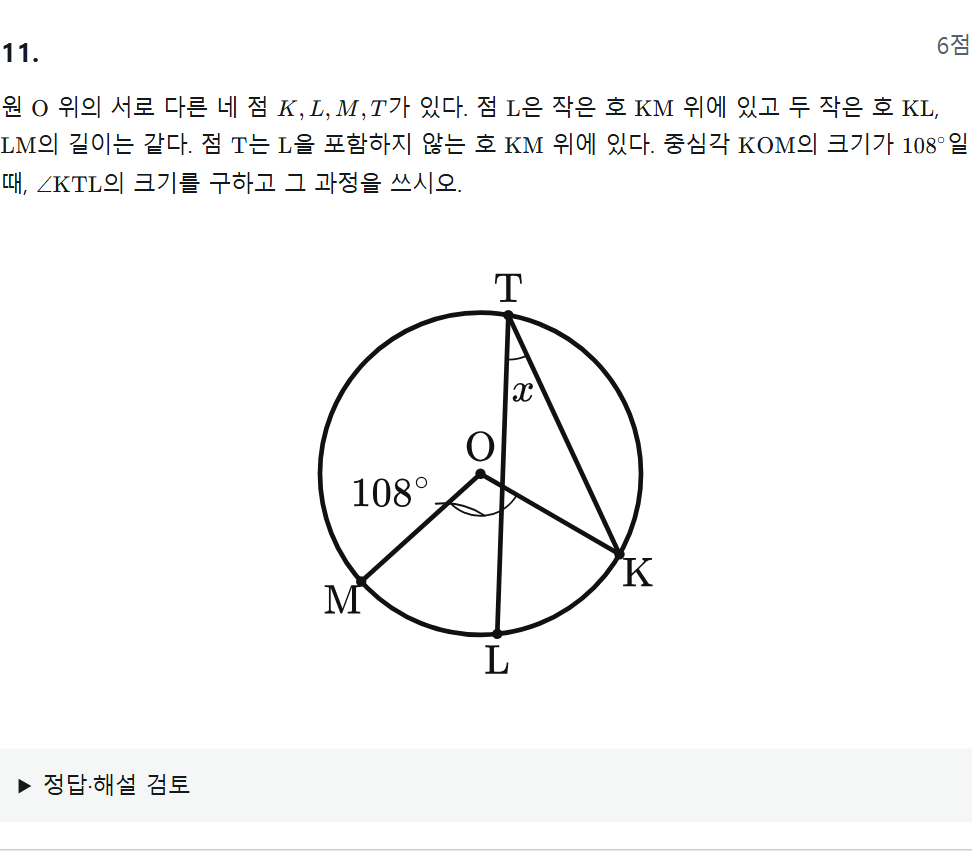 11.
6점
원 O 위의 서로 다른 네 점 K, L, M, T가 있다. 점 L은 작은 호 KM 위에 있고 두 작은 호 KL,
LM의 길이는 같다. 점 T는 L을 포함하지 않는 호 KM 위에 있다. 중심각 KOM의 크기가 108°일
때, ∠KTL의 크기를 구하고 그 과정을 쓰시오.
T
x
O
108°
K
M
L
▶ 정답·해설 검토